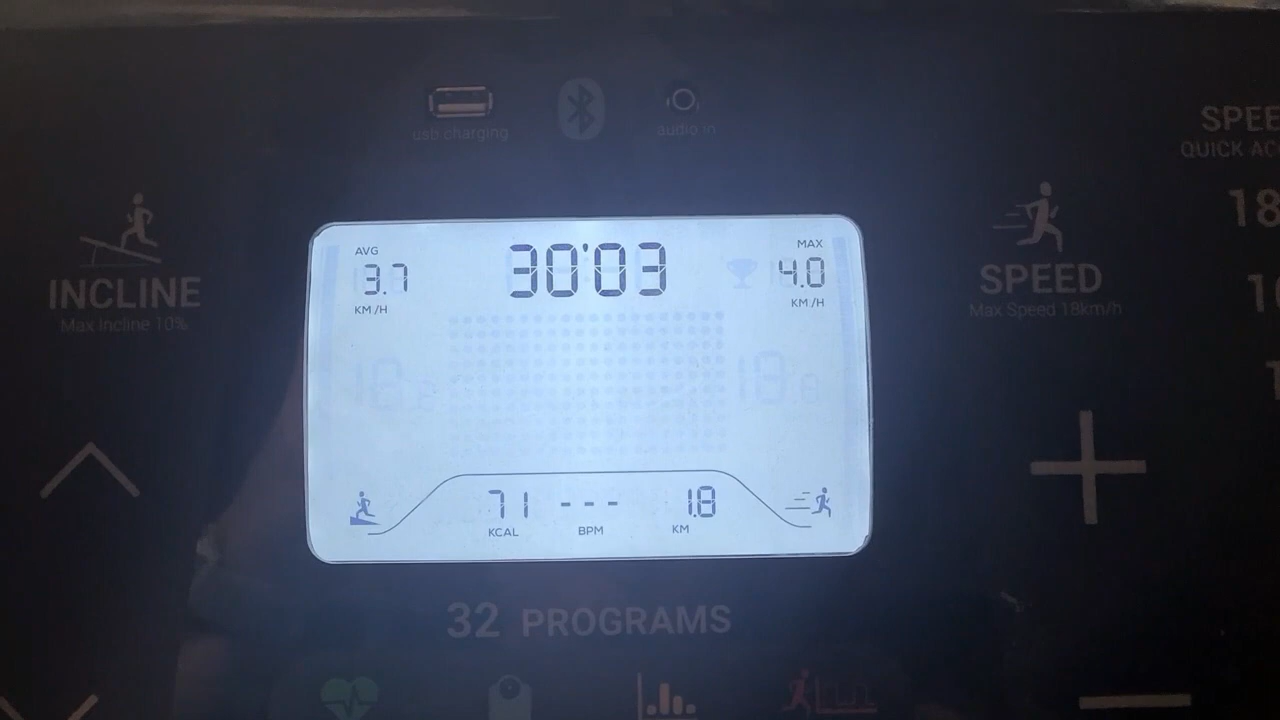 usb charging
audio in
SPEE
QUICK AC
18
INCLINE
Max Incline 10%
SPEED
Max Speed 18km/h
AVG
3.7
KM/H
30'03
MAX
4.0
KM/H
71
KCAL
---
BPM
1.8
KM
32 PROGRAMS